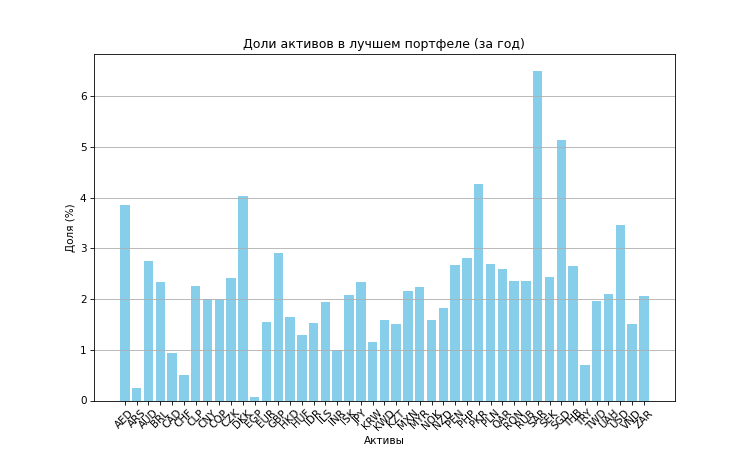 Доли активов в лучшем портфеле (за год)
Доля (%)
6
5
4
3
2
1
0
AED
ARS
AUD
BRL
CAD
CHF
CLP
CNY
COP
CZK
DKK
EGP
EUR
GBP
HKD
HUF
IDR
ILS
INR
ISK
JPY
KRW
KWD
KZT
MXN
MYR
NOK
NZD
PEN
PHP
PKR
PLN
QAR
RON
RUB
SAR
SEK
SGD
THB
TRY
TWD
UAH
USD
VND
ZAR
Активы